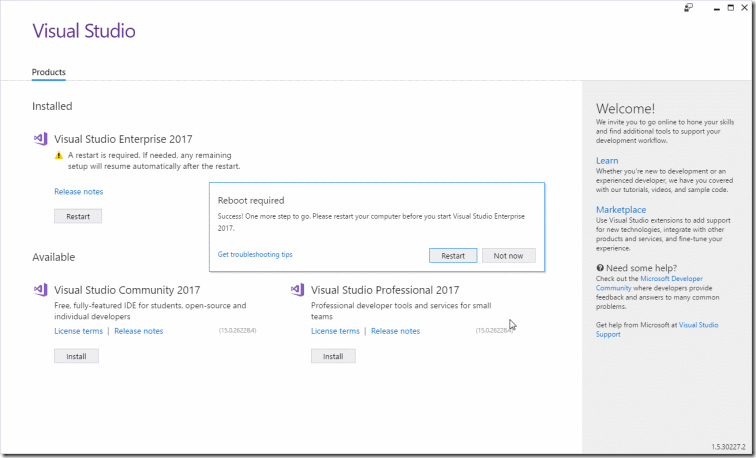 Visual Studio
Products
Installed
Visual Studio Enterprise 2017
A restart is required. If needed, any remaining
setup will resume automatically after the restart.
Release notes
Restart
Reboot required
Success! One more step to go. Please restart your computer before you start Visual Studio Enterprise
2017.
Get troubleshooting tips
Restart
Not now
Available
Visual Studio Community 2017
Free, fully-featured IDE for students, open-source and
individual developers
License terms | Release notes
(15.0.26228.4)
Install
Visual Studio Professional 2017
Professional developer tools and services for small
teams
License terms | Release notes
(15.0.26228.4)
Install
Welcome!
We invite you to go online to hone your skills
and find additional tools to support your
development workflow.
Learn
Whether you're new to development or an
experienced developer, we have you covered
with our tutorials, videos, and sample code.
Marketplace
Use Visual Studio extensions to add support
for new technologies, integrate with other
products and services, and fine-tune your
experience.
Need some help?
Check out the Microsoft Developer
Community where developers provide
feedback and answers to many common
problems.
Get help from Microsoft at Visual Studio
Support
1.5.30227.2